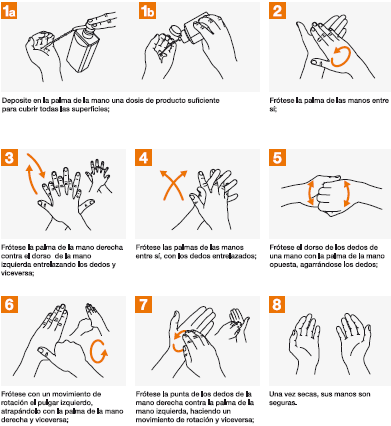 1a
1b
2
Deposite en la palma de la mano una dosis de producto suficiente
para cubrir todas las superficies;
Frótese la palma de las manos entre
sí;
3
4
5
Frótese la palma de la mano derecha
contra el dorso de la mano
izquierda entrelazando los dedos y
viceversa;
Frótese las palmas de las manos
entre sí, con los dedos entrelazados;
Frótese el dorso de los dedos de
una mano con la palma de la mano
opuesta, agarrándose los dedos;
6
7
8
Frótese con un movimiento de
rotación el pulgar izquierdo,
atrapándolo con la palma de la mano
derecha y viceversa;
Frótese la punta de los dedos de la
mano derecha contra la palma de la
mano izquierda, haciendo un
movimiento de rotación y viceversa;
Una vez secas, sus manos son
seguras.